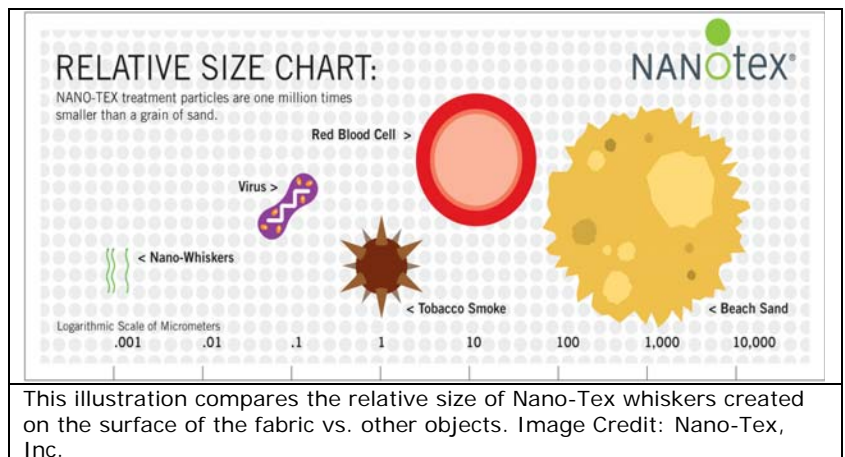 RELATIVE SIZE CHART:
NANOtex®
NANO-TEX treatment particles are one million times
smaller than a grain of sand.
Red Blood Cell >
Virus >
< Nano-Whiskers
< Tobacco Smoke
< Beach Sand
Logarithmic Scale of Micrometers
.001 .01 .1 1 10 100 1,000 10,000
This illustration compares the relative size of Nano-Tex whiskers created
on the surface of the fabric vs. other objects. Image Credit: Nano-Tex,
Inc.